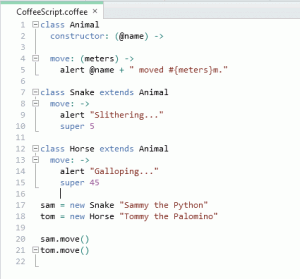 CoffeeScript.coffee ×
1 class Animal
2 constructor: (@name) ->
3
4 move: (meters) ->
5 alert @name + " moved #{meters}m."
6
7 class Snake extends Animal
8 move: ->
9 alert "Slithering..."
10 super 5
11
12 class Horse extends Animal
13 move: ->
14 alert "Galloping..."
15 super 45
16
17 sam = new Snake "Sammy the Python"
18 tom = new Horse "Tommy the Palomino"
19
20 sam.move()
21 tom.move()
22